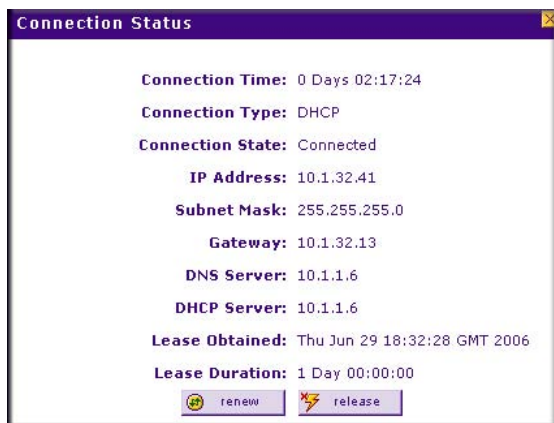 Connection Status
Connection Time: 0 Days 02:17:24
Connection Type: DHCP
Connection State: Connected
IP Address: 10.1.32.41
Subnet Mask: 255.255.255.0
Gateway: 10.1.32.13
DNS Server: 10.1.1.6
DHCP Server: 10.1.1.6
Lease Obtained: Thu Jun 29 18:32:28 GMT 2006
Lease Duration: 1 Day 00:00:00
renew release